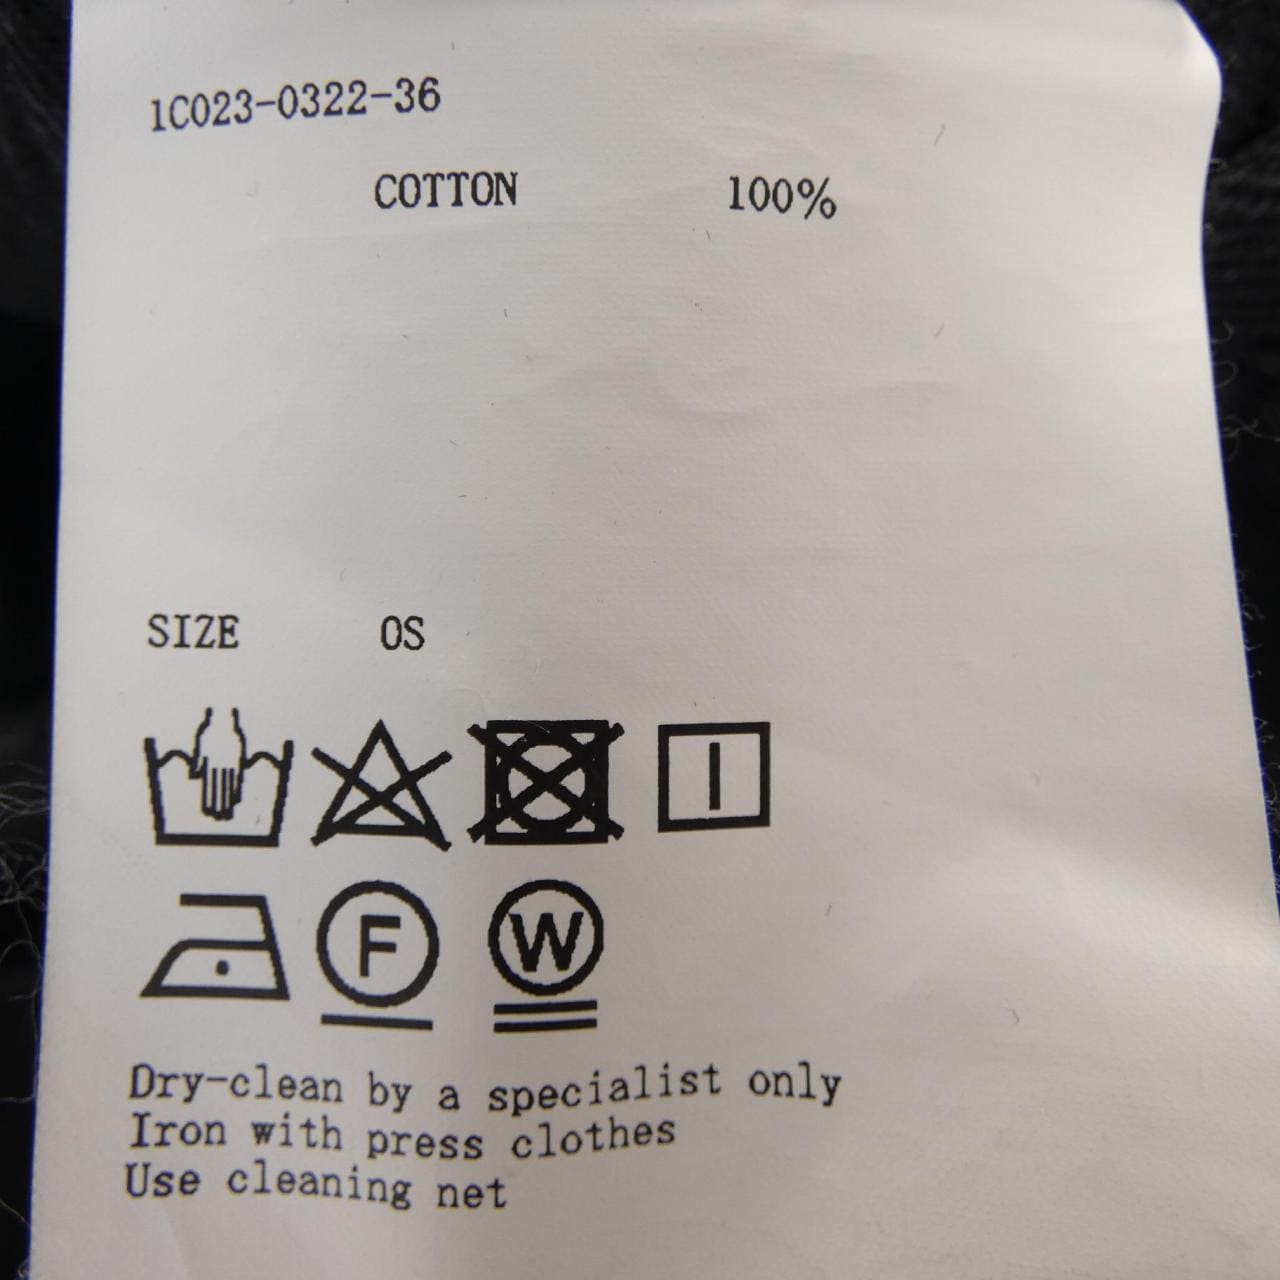 1C023-0322-36
COTTON 100%
SIZE OS
F W
Dry-clean by a specialist only
Iron with press clothes
Use cleaning net